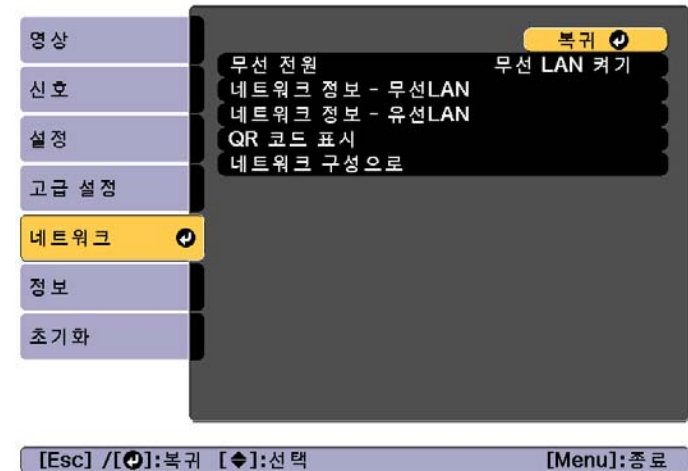 영상
신호
설정
고급 설정
네트워크
정보
초기화
복귀
무선 전원 무선 LAN 켜기
네트워크 정보 - 무선LAN
네트워크 정보 - 유선LAN
QR 코드 표시
네트워크 구성으로
[Esc] /[ ]:복귀 [ ]:선택 [Menu]:종료